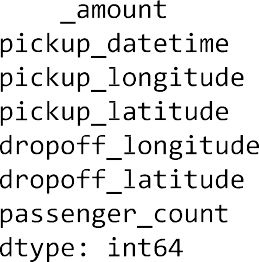 _amount
pickup_datetime
pickup_longitude
pickup_latitude
dropoff_longitude
dropoff_latitude
passenger_count
dtype: int64